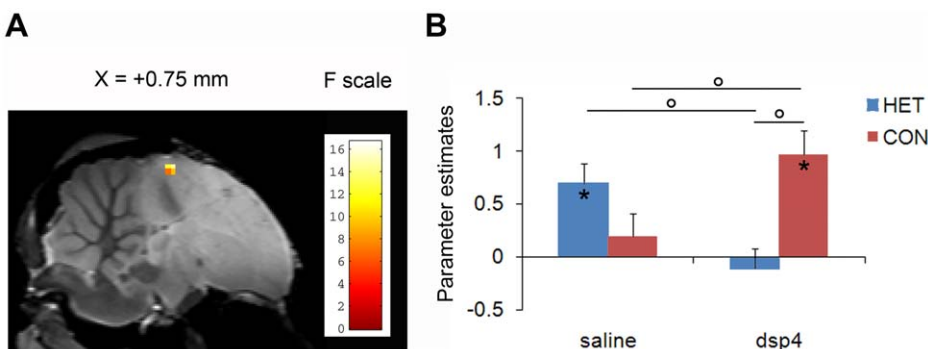 A
X = +0.75 mm
F scale
16
14
12
10
8
6
4
2
0
B
Parameter estimates
1.5
1
0.5
0
-0.5
*
*
saline
dsp4
HET
CON